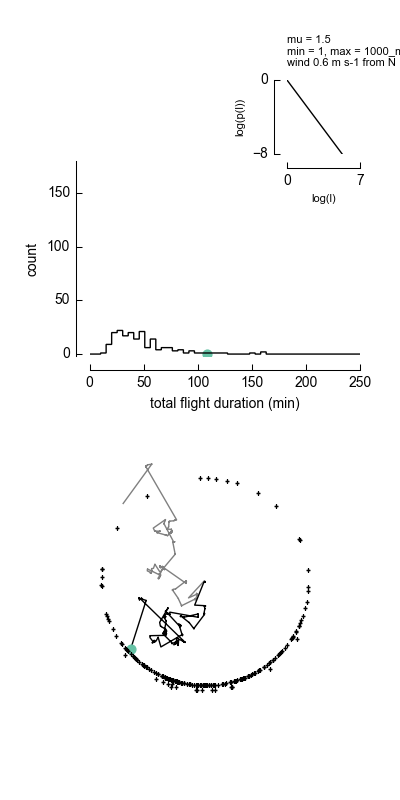 mu = 1.5
min = 1, max = 1000_m
wind 0.6 m s-1 from N
0
log(p(l))
−8
0 7
log(l)
150
100
50
0
count
0 50 100 150 200 250
total flight duration (min)